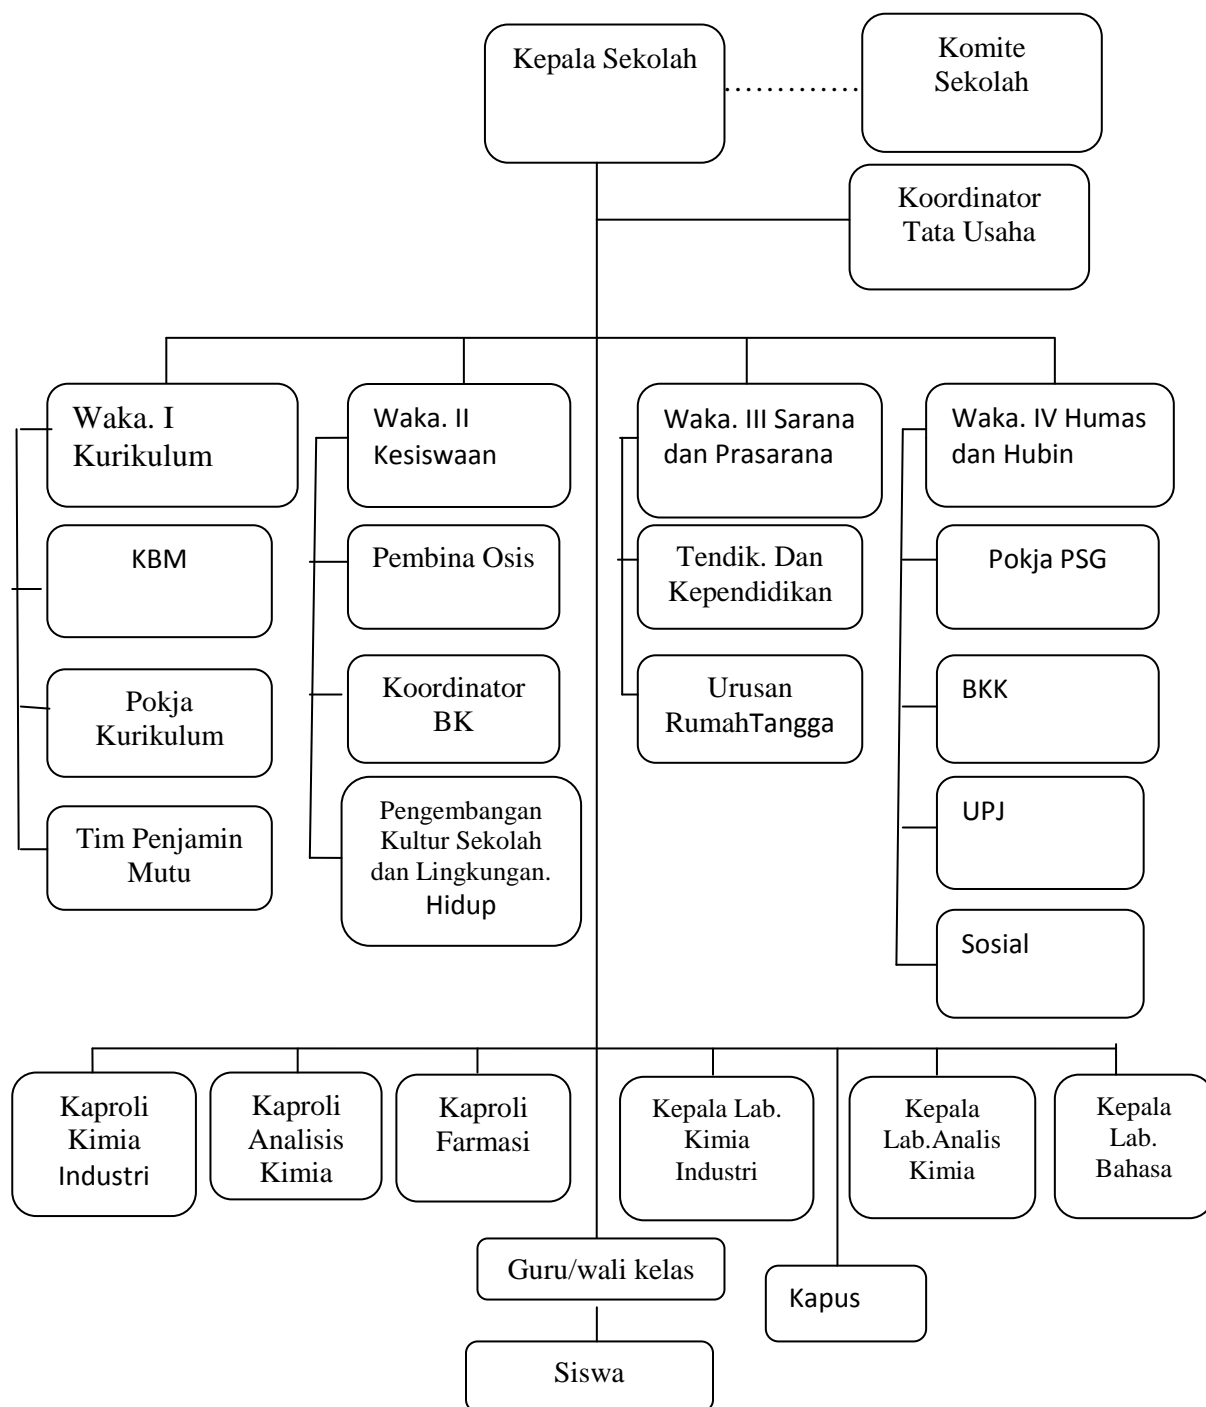 Kepala Sekolah
Komite
Sekolah
Koordinator
Tata Usaha
Waka. I
Kurikulum
Waka. II
Kesiswaan
Waka. III Sarana
dan Prasarana
Waka. IV Humas
dan Hubin
KBM
Pembina Osis
Tendik. Dan
Kependidikan
Pokja PSG
Pokja
Kurikulum
Koordinator
BK
Urusan
RumahTangga
BKK
Tim Penjamin
Mutu
Pengembangan
Kultur Sekolah
dan Lingkungan.
Hidup
UPJ
Sosial
Kaproli
Kimia
Industri
Kaproli
Analisis
Kimia
Kaproli
Farmasi
Kepala Lab.
Kimia
Industri
Kepala
Lab.Analis
Kimia
Kepala
Lab.
Bahasa
Guru/wali kelas
Kapus
Siswa